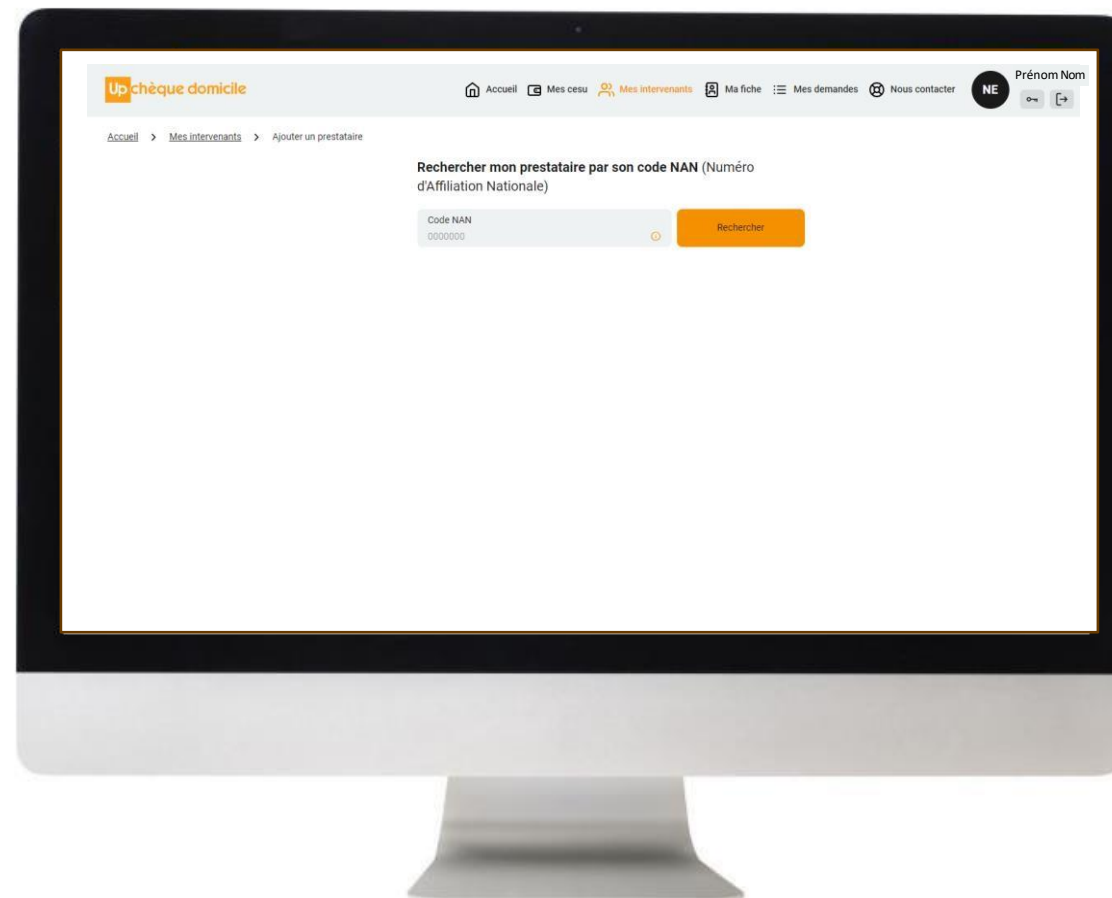 Up chèque domicile
Accueil Mes cesu Mes intervenants Ma fiche Mes demandes Nous contacter NE Prénom Nom
Accueil > Mes intervenants > Ajouter un prestataire
Rechercher mon prestataire par son code NAN (Numéro
d'Affiliation Nationale)
Code NAN
0000000
Rechercher